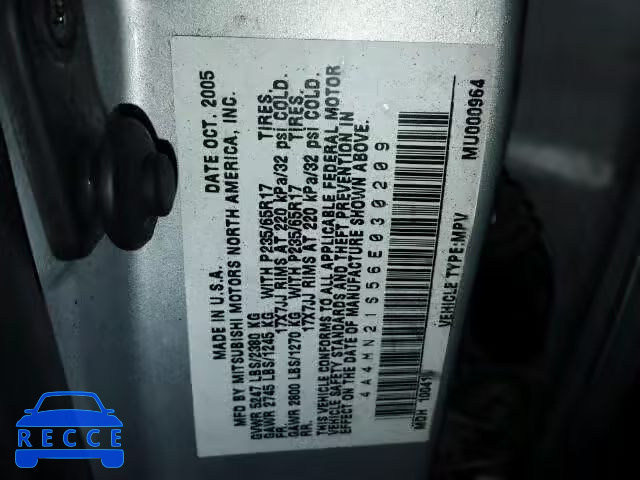 MADE IN U.S.A. DATE OCT. 2005
MFD BY MITSUBISHI MOTORS NORTH AMERICA, INC.
GVWR 5247 LBS/2380 KG
GAWR 2745 LBS/1245 KG WITH P235/65R17 TIRES.
FR. 17X7JJ RIMS AT 220 kPa/32 psi COLD.
GAWR 2800 LBS/1270 KG WITH P235/65R17 TIRES.
RR. 17X7JJ RIMS AT 220 kPa/32 psi COLD.
THIS VEHICLE CONFORMS TO ALL APPLICABLE FEDERAL MOTOR
VEHICLE SAFETY STANDARDS AND THEFT PREVENTION IN
EFFECT ON THE DATE OF MANUFACTURE SHOWN ABOVE.
4A4MN21S56E030209
MDH 100419
VEHICLE TYPE:MPV
MU000964
RECCE